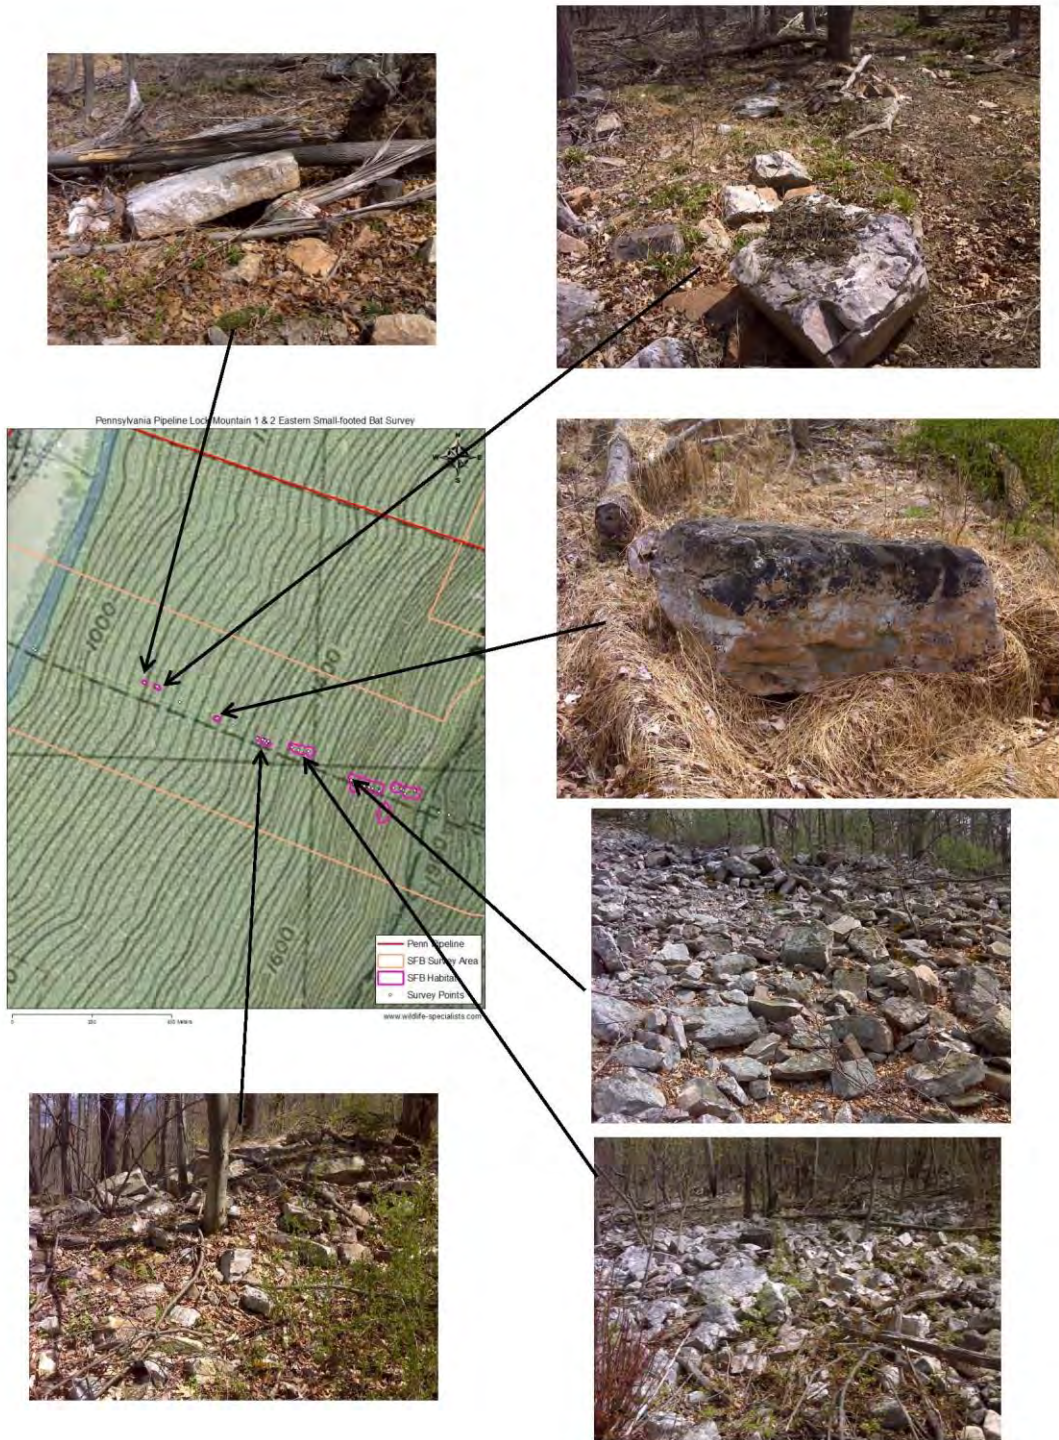 Pennsylvania Pipeline Lock Mountain 1 & 2 Eastern Small-footed Bat Survey
N
W
E
S
1000
1600
Penn Pipeline
SFB Survey Area
SFB Habitat
Survey Points
0
www.wildlife-specialists.com